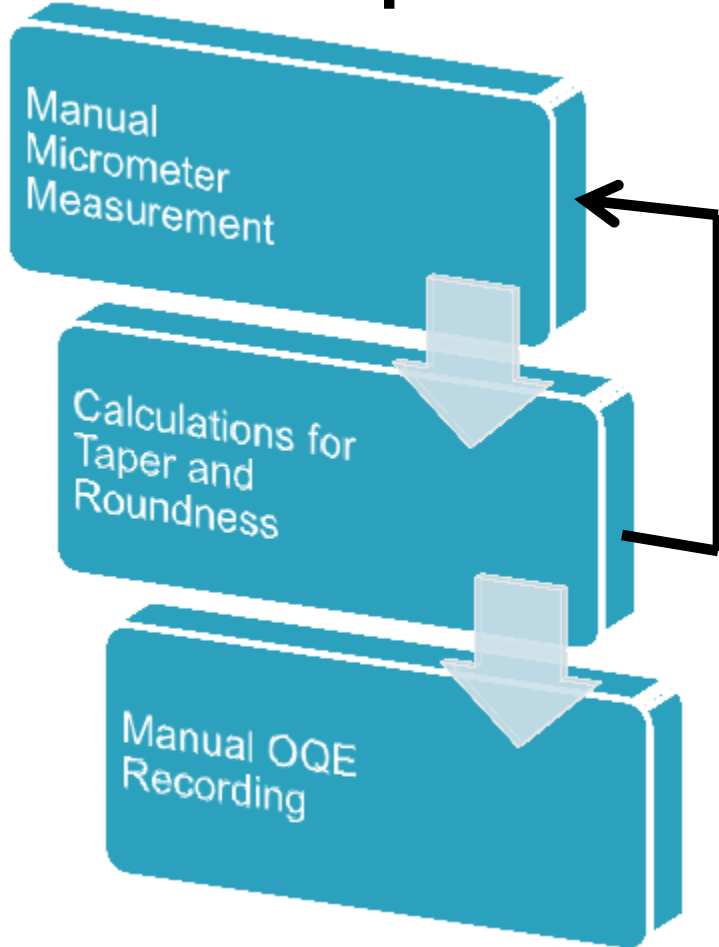 Manual
Micrometer
Measurement
Calculations for
Taper and
Roundness
Manual OQE
Recording